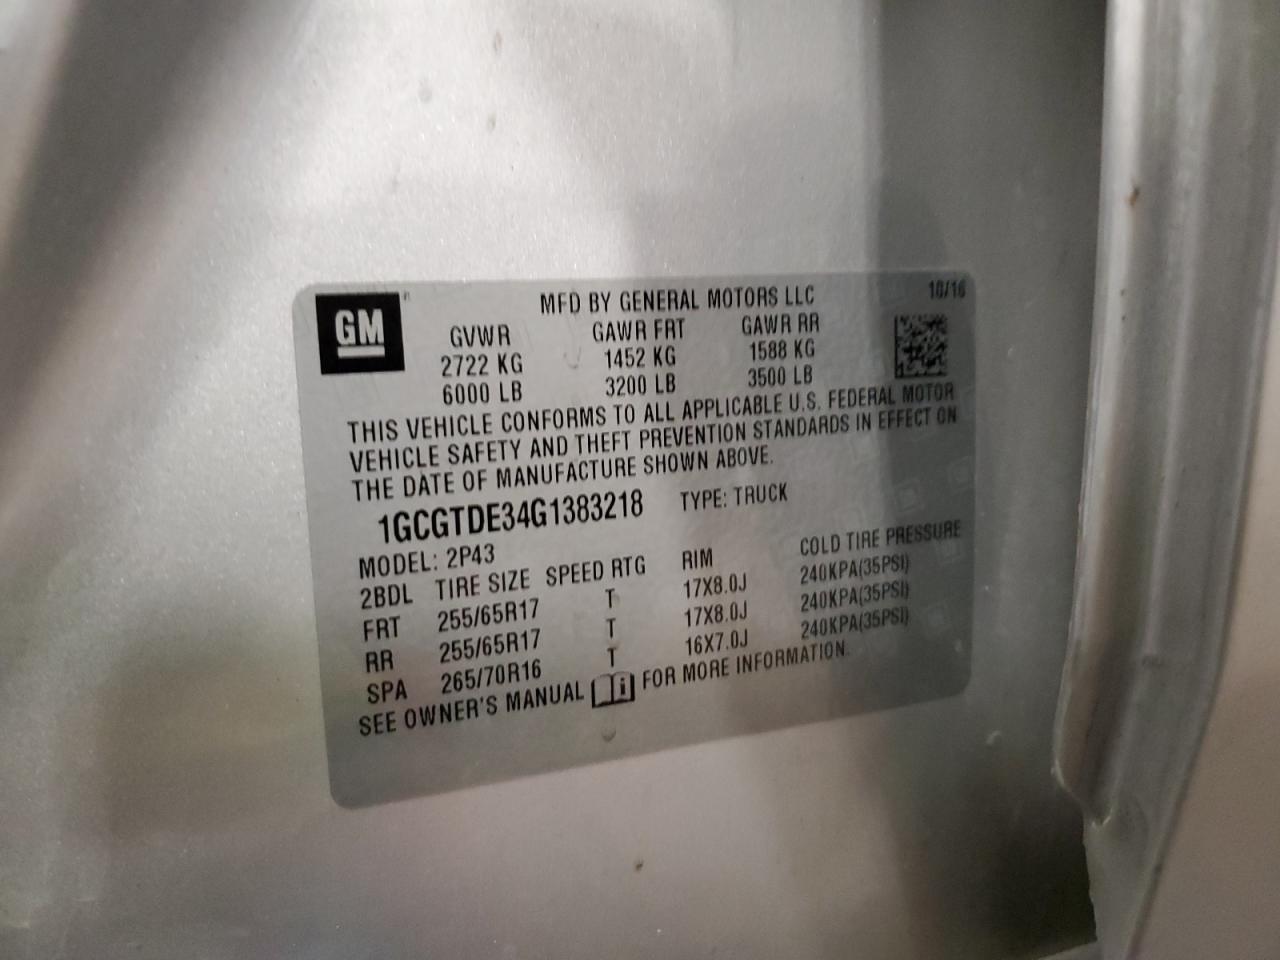 GM
MFD BY GENERAL MOTORS LLC 10/16
GVWR GAWR FRT GAWR RR
2722 KG 1452 KG 1588 KG
6000 LB 3200 LB 3500 LB
THIS VEHICLE CONFORMS TO ALL APPLICABLE U.S. FEDERAL MOTOR
VEHICLE SAFETY AND THEFT PREVENTION STANDARDS IN EFFECT ON
THE DATE OF MANUFACTURE SHOWN ABOVE.
1GCGTDE34G1383218 TYPE: TRUCK
MODEL: 2P43
2BDL TIRE SIZE SPEED RTG RIM COLD TIRE PRESSURE
FRT 255/65R17 T 17X8.0J 240KPA(35PSI)
RR 255/65R17 T 17X8.0J 240KPA(35PSI)
SPA 265/70R16 T 16X7.0J 240KPA(35PSI)
SEE OWNER'S MANUAL FOR MORE INFORMATION.